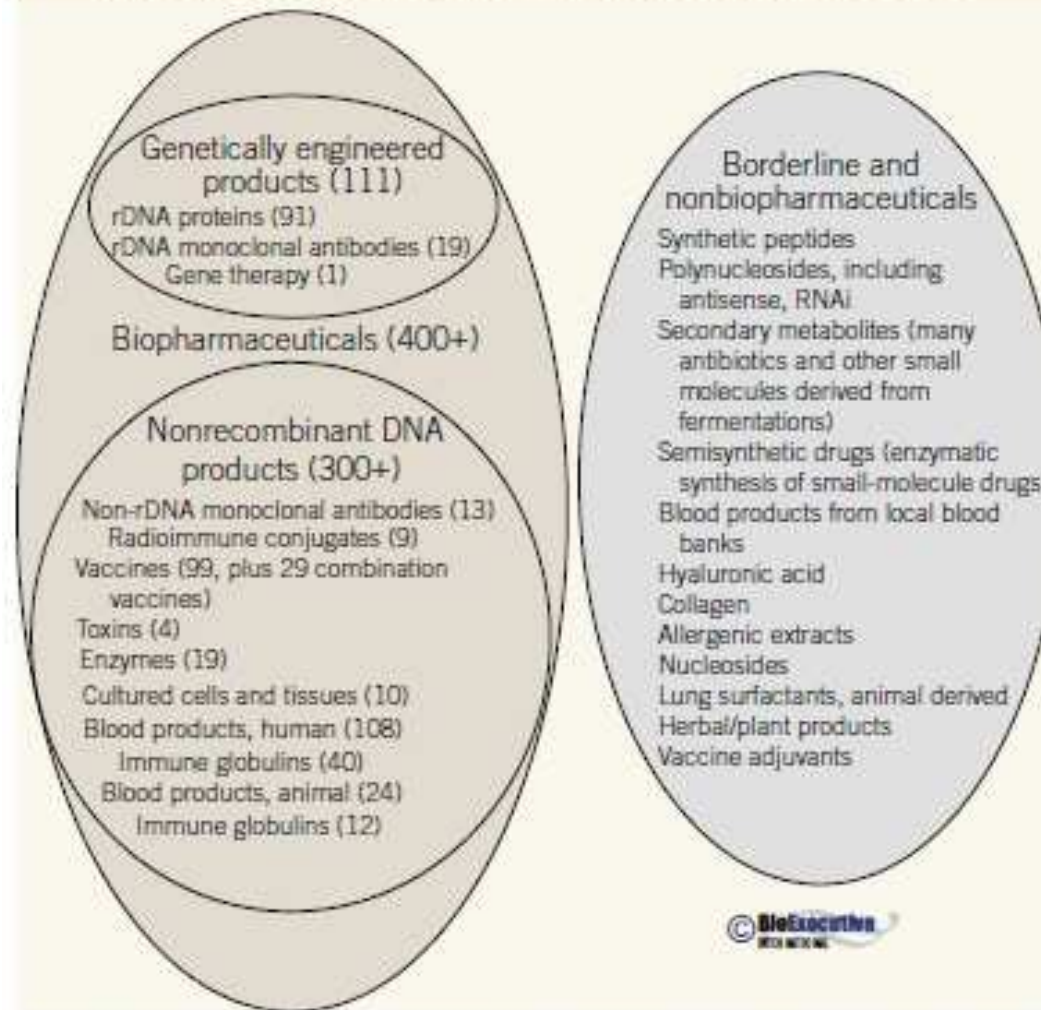 Genetically engineered
products (111)
rDNA proteins (91)
rDNA monoclonal antibodies (19)
Gene therapy (1)
Biopharmaceuticals (400+)
Nonrecombinant DNA
products (300+)
Non-rDNA monoclonal antibodies (13)
Radioimmune conjugates (9)
Vaccines (99, plus 29 combination
vaccines)
Toxins (4)
Enzymes (19)
Cultured cells and tissues (10)
Blood products, human (108)
Immune globulins (40)
Blood products, animal (24)
Immune globulins (12)
Borderline and
nonbiopharmaceuticals
Synthetic peptides
Polynucleosides, including
antisense, RNAi
Secondary metabolites (many
antibiotics and other small
molecules derived from
fermentations)
Semisynthetic drugs (enzymatic
synthesis of small-molecule drugs
Blood products from local blood
banks
Hyaluronic acid
Collagen
Allergenic extracts
Nucleosides
Lung surfactants, animal derived
Herbal/plant products
Vaccine adjuvants
© BioExecutive